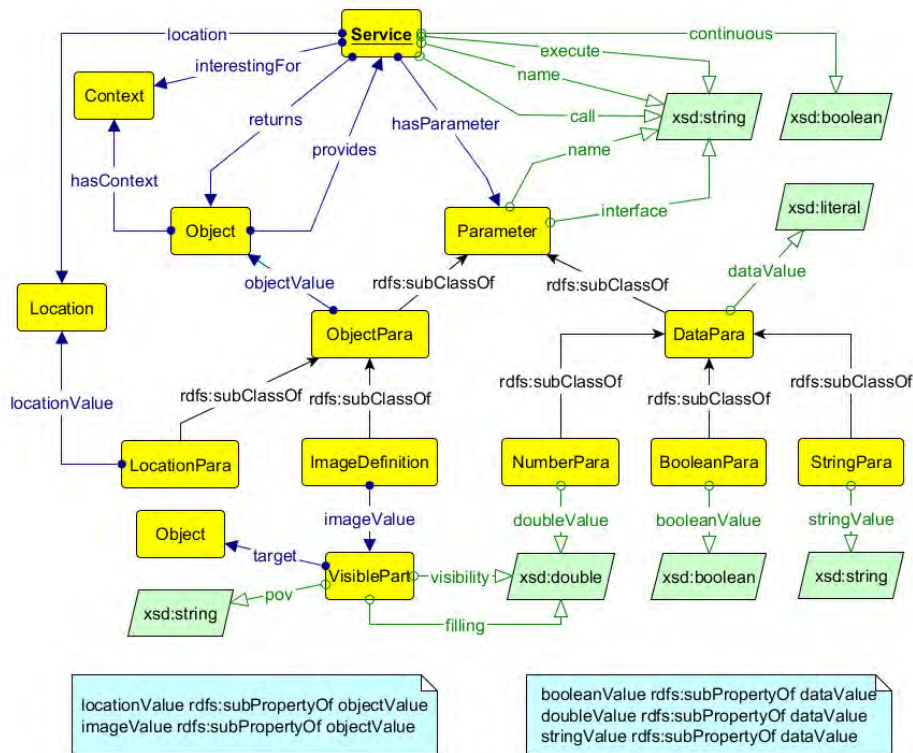 location
Service
continuous
execute
interestingFor
name
Context
returns
call
xsd:string
xsd:boolean
hasParameter
provides
name
hasContext
xsd:literal
Object
Parameter
interface
dataValue
objectValue
rdfs:subClassOf
rdfs:subClassOf
Location
ObjectPara
DataPara
rdfs:subClassOf
rdfs:subClassOf
rdfs:subClassOf
rdfs:subClassOf
rdfs:subClassOf
locationValue
LocationPara
ImageDefinition
NumberPara
BooleanPara
StringPara
imageValue
doubleValue
booleanValue
stringValue
Object
target
VisiblePart
visibility
xsd:double
xsd:boolean
xsd:string
pov
xsd:string
filling
locationValue rdfs:subPropertyOf objectValue
imageValue rdfs:subPropertyOf objectValue
booleanValue rdfs:subPropertyOf dataValue
doubleValue rdfs:subPropertyOf dataValue
stringValue rdfs:subPropertyOf dataValue